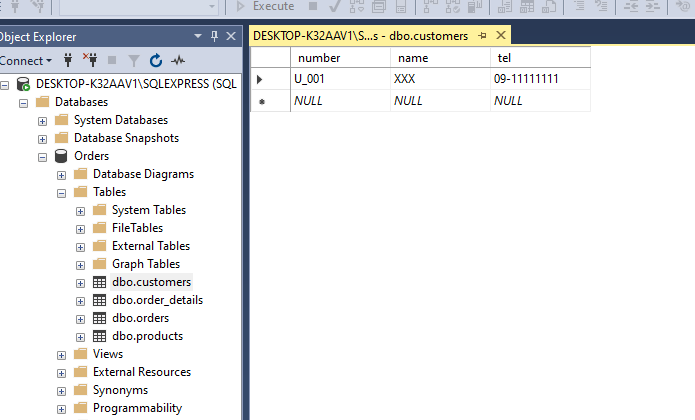 Execute
Object Explorer
Connect
DESKTOP-K32AAV1\SQLEXPRESS (SQL
Databases
System Databases
Database Snapshots
Orders
Database Diagrams
Tables
System Tables
FileTables
External Tables
Graph Tables
dbo.customers
dbo.order_details
dbo.orders
dbo.products
Views
External Resources
Synonyms
Programmability
DESKTOP-K32AAV1\S...s - dbo.customers
number name tel
U_001 XXX 09-11111111
NULL NULL NULL